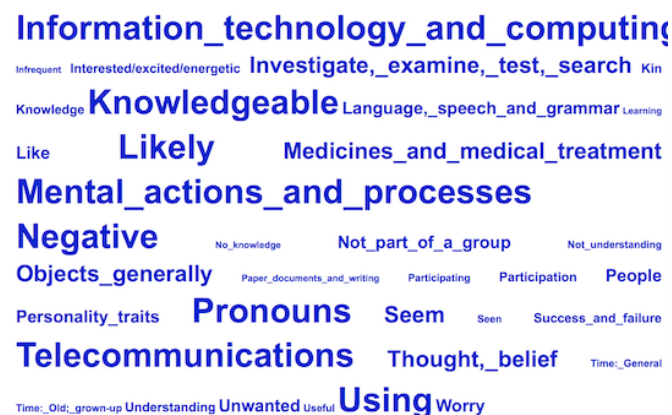 Information_technology_and_computing
Infrequent Interested/excited/energetic Investigate,_examine,_test,_search Kin
Knowledge Knowledgeable Language,_speech_and_grammar Learning
Like Likely Medicines_and_medical_treatment
Mental_actions_and_processes
Negative No_knowledge Not_part_of_a_group Not_understanding
Objects_generally Paper_documents_and_writing Participating Participation People
Personality_traits Pronouns Seem Seen Success_and_failure
Telecommunications Thought,_belief Time:_General
Time:_Old;_grown-up Understanding Unwanted Useful Using Worry